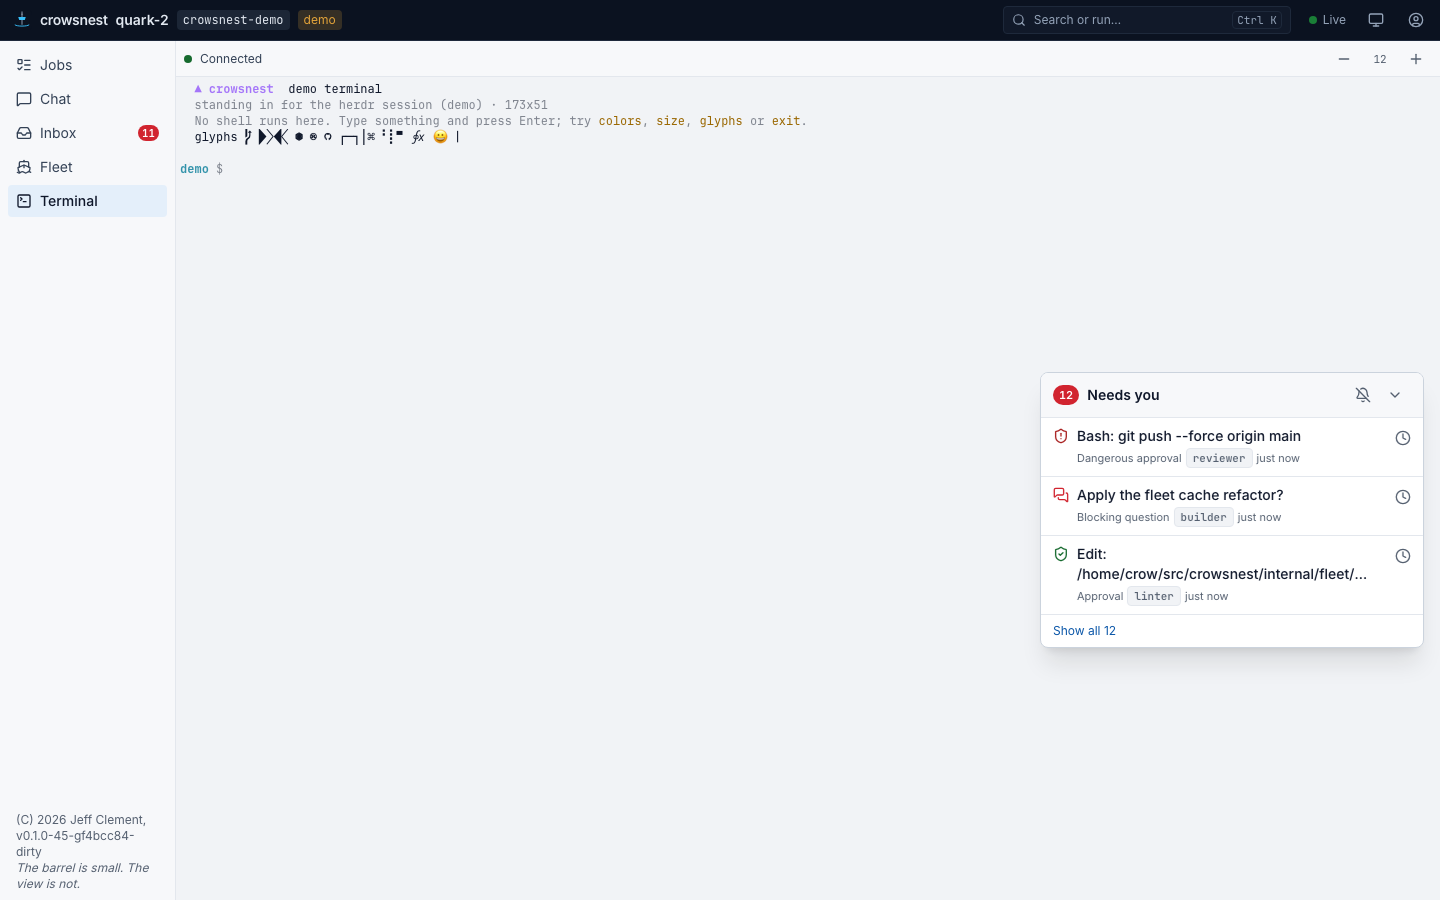 crowsnest quark-2 crowsnest-demo demo
Search or run... Ctrl K
Live
Jobs
Chat
Inbox 11
Fleet
Terminal
Connected
12
▲ crowsnest demo terminal
standing in for the herdr session (demo) · 173x51
No shell runs here. Type something and press Enter; try colors, size, glyphs or exit.
glyphs
demo $
12 Needs you
Bash: git push --force origin main
Dangerous approval reviewer just now
Apply the fleet cache refactor?
Blocking question builder just now
Edit:
/home/crow/src/crowsnest/internal/fleet/...
Approval linter just now
Show all 12
(C) 2026 Jeff Clement,
v0.1.0-45-gf4bcc84-
dirty
The barrel is small. The
view is not.